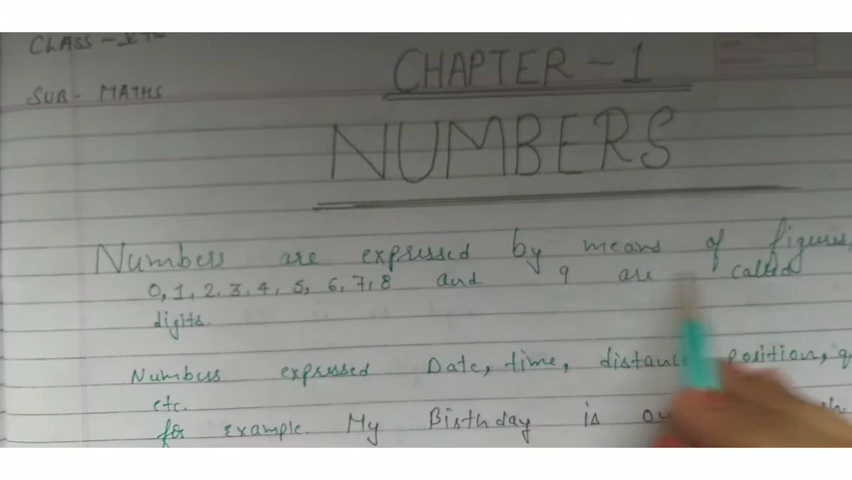 CLASS -
SUB - MATHS
CHAPTER - 1
NUMBERS
Numbers are expressed by means of figures,
0, 1, 2, 3, 4, 5, 6, 7, 8 and 9 are called
digits.
Numbers expressed Date, time, distance position,
etc.
for example. My Birthday is